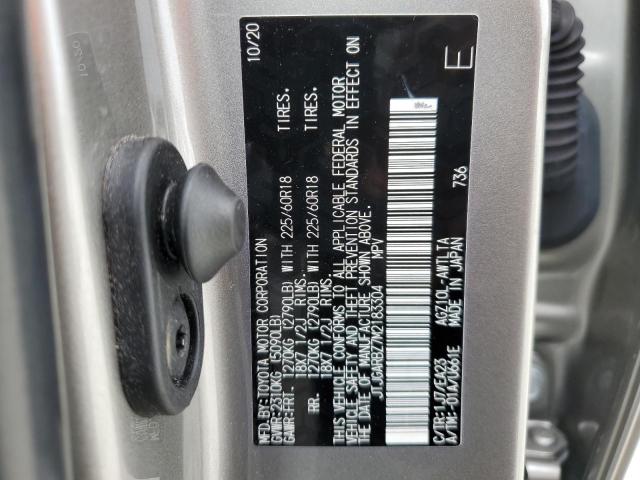 MFD.BY:TOYOTA MOTOR CORPORATION 10/20
GVWR:2310KG (5090LB)
GAWR:FRT. 1270KG (2790LB) WITH 225/60R18 TIRES.
18X7 1/2J RIMS.
RR. 1270KG (2790LB) WITH 225/60R18 TIRES.
18X7 1/2J RIMS.
THIS VEHICLE CONFORMS TO ALL APPLICABLE FEDERAL MOTOR
VEHICLE SAFETY AND THEFT PREVENTION STANDARDS IN EFFECT ON
THE DATE OF MANUFACTURE SHOWN ABOVE.
MPV
E
C/TR:1J7/EA23 AGZ10L-AWTLTA
MADE IN JAPAN 736